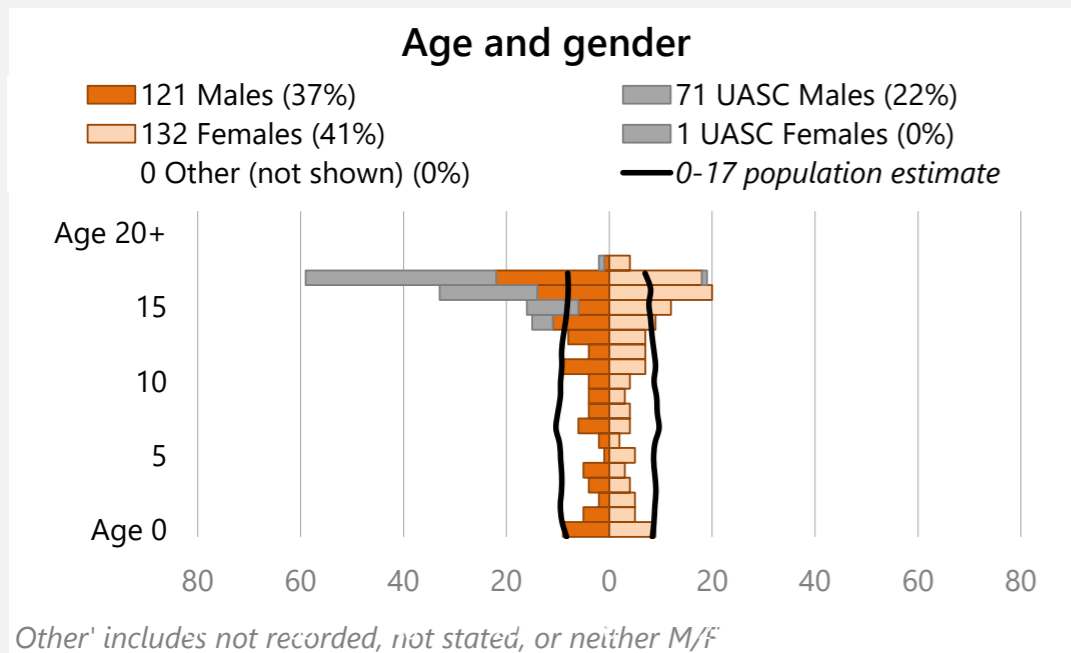 Age and gender
121 Males (37%) 71 UASC Males (22%)
132 Females (41%) 1 UASC Females (0%)
0 Other (not shown) (0%) 0-17 population estimate
Age 20+
15
10
5
Age 0
80 60 40 20 0 20 40 60 80
Other' includes not recorded, not stated, or neither M/F